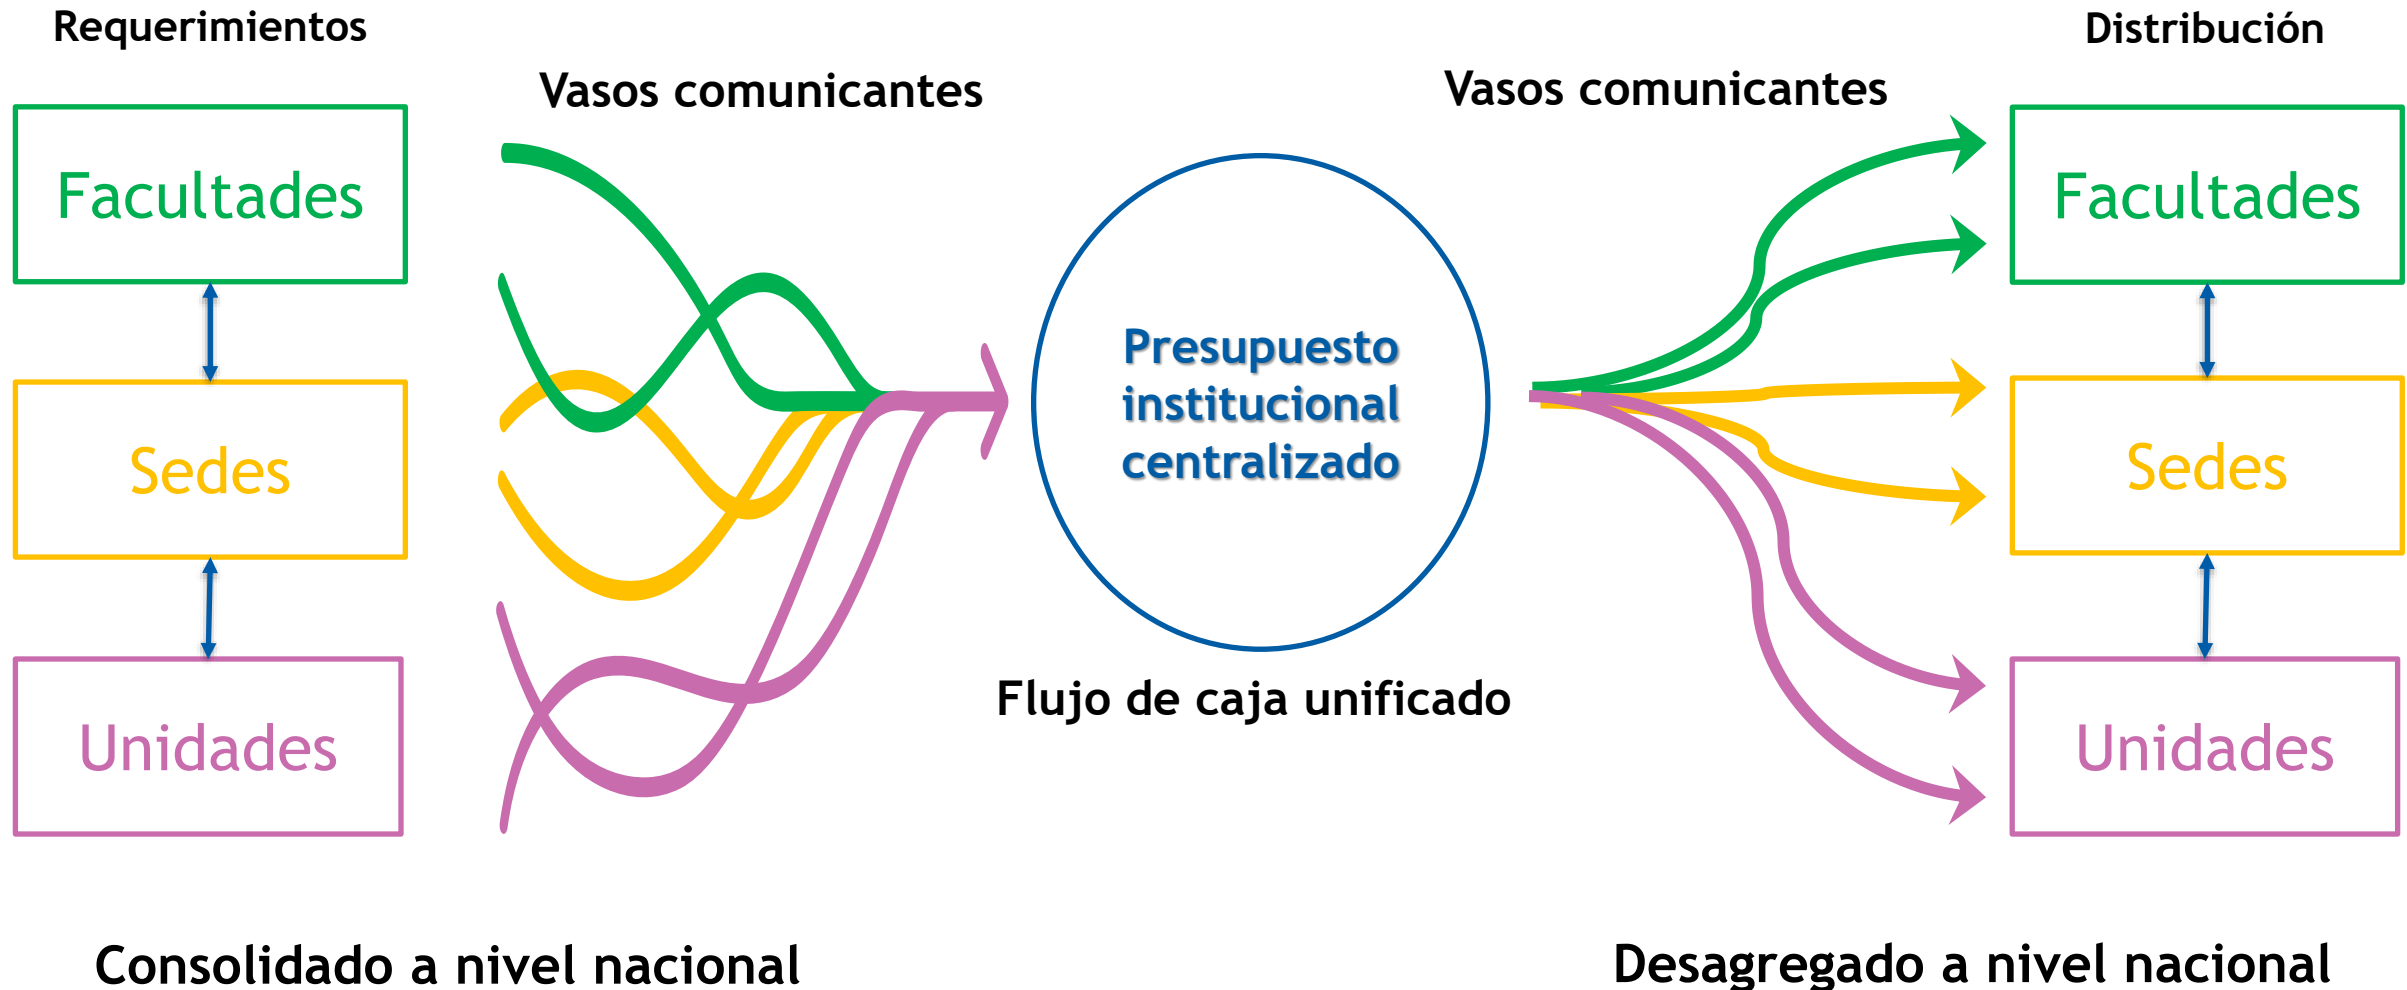 Requerimientos
Distribución
Vasos comunicantes
Vasos comunicantes
Facultades
Facultades
Presupuesto
institucional
centralizado
Sedes
Sedes
Flujo de caja unificado
Unidades
Unidades
Consolidado a nivel nacional
Desagregado a nivel nacional